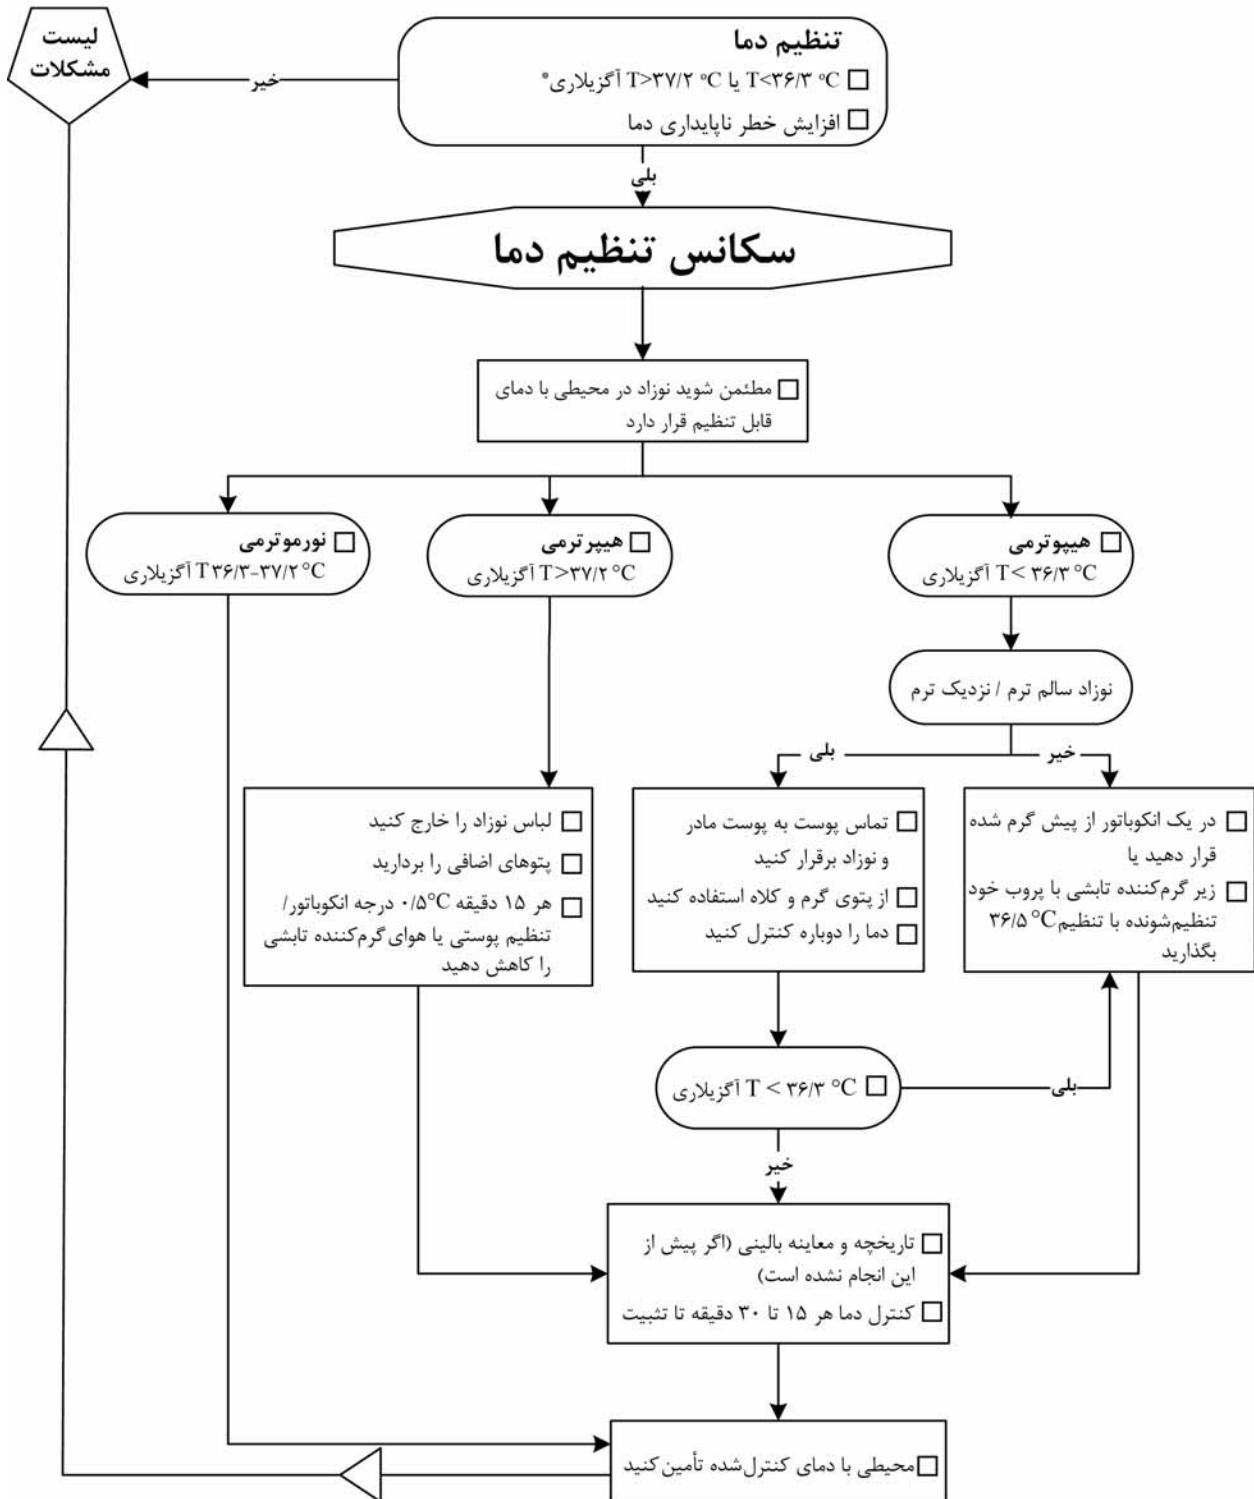 لیست
مشکلات
تنظیم دما
T<۳۶/۳ °C یا T>۳۷/۲ °C آگزیلاری*
افزایش خطر ناپایداری دما
خیر
بلی
سکانس تنظیم دما
مطئمن شوید نوزاد در محیطی با دمای
قابل تنظیم قرار دارد
هیپوترمی
T< ۳۶/۳ °C آگزیلاری
هیپرترمی
T>۳۷/۲ °C آگزیلاری
نورموترمی
T ۳۶/۳-۳۷/۲ °C آگزیلاری
نوزاد سالم ترم / نزدیک ترم
خیر
بلی
در یک انکوباتور از پیش گرم شده
قرار دهید یا
زیر گرم‌کننده تابشی با پروب خود
تنظیم‌شونده با تنظیم ۳۶/۵ °C
بگذارید
تماس پوست به پوست مادر
و نوزاد برقرار کنید
از پتوی گرم و کلاه استفاده کنید
دما را دوباره کنترل کنید
لباس نوزاد را خارج کنید
پتوهای اضافی را بردارید
هر ۱۵ دقیقه ۰/۵°C درجه انکوباتور/
تنظیم پوستی یا هوای گرم‌کننده تابشی
را کاهش دهید
T < ۳۶/۳ °C آگزیلاری
بلی
خیر
تاریخچه و معاینه بالینی (اگر پیش از
این انجام نشده است)
کنترل دما هر ۱۵ تا ۳۰ دقیقه تا تثبیت
محیطی با دمای کنترل‌شده تأمین کنید